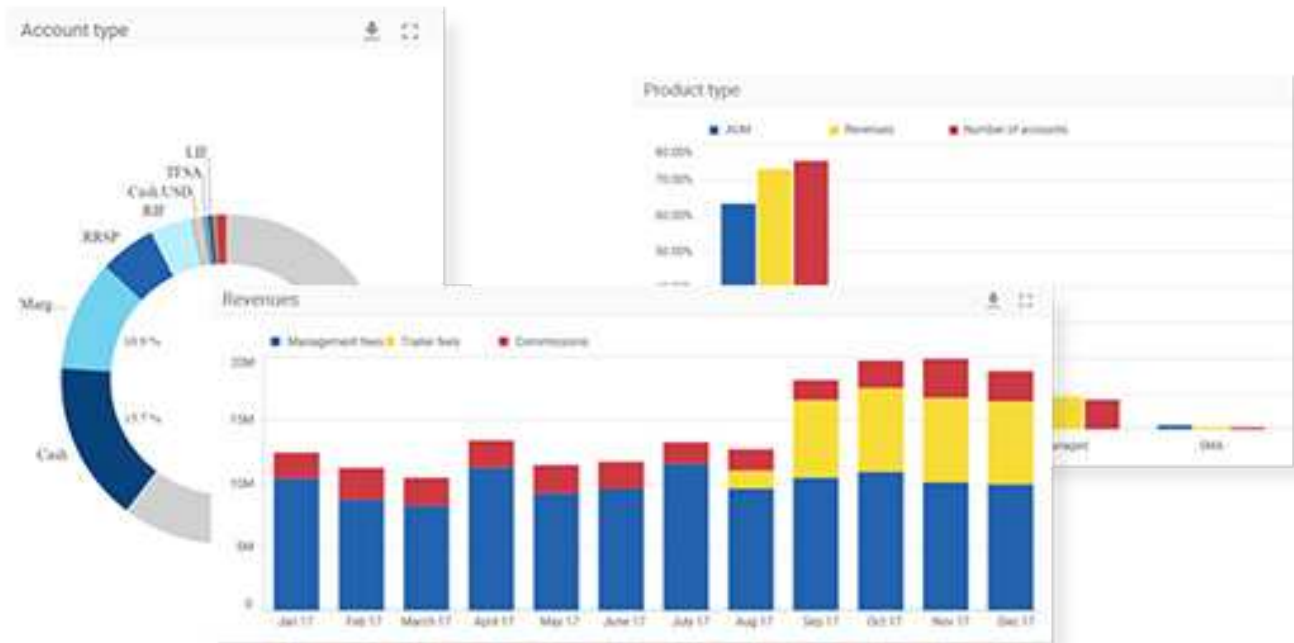 Account type
LIF
TFSA
Cash USD
RIF
RRSP
Marg...
Cash
Product type
AUM
Revenues
Number of accounts
80.00%
70.00%
60.00%
50.00%
SMA
Revenues
Management fees
Trailer fees
Commissions
20M
15M
10M
5M
0
Jan 17
Feb 17
March 17
April 17
May 17
June 17
July 17
Aug 17
Sep 17
Oct 17
Nov 17
Dec 17